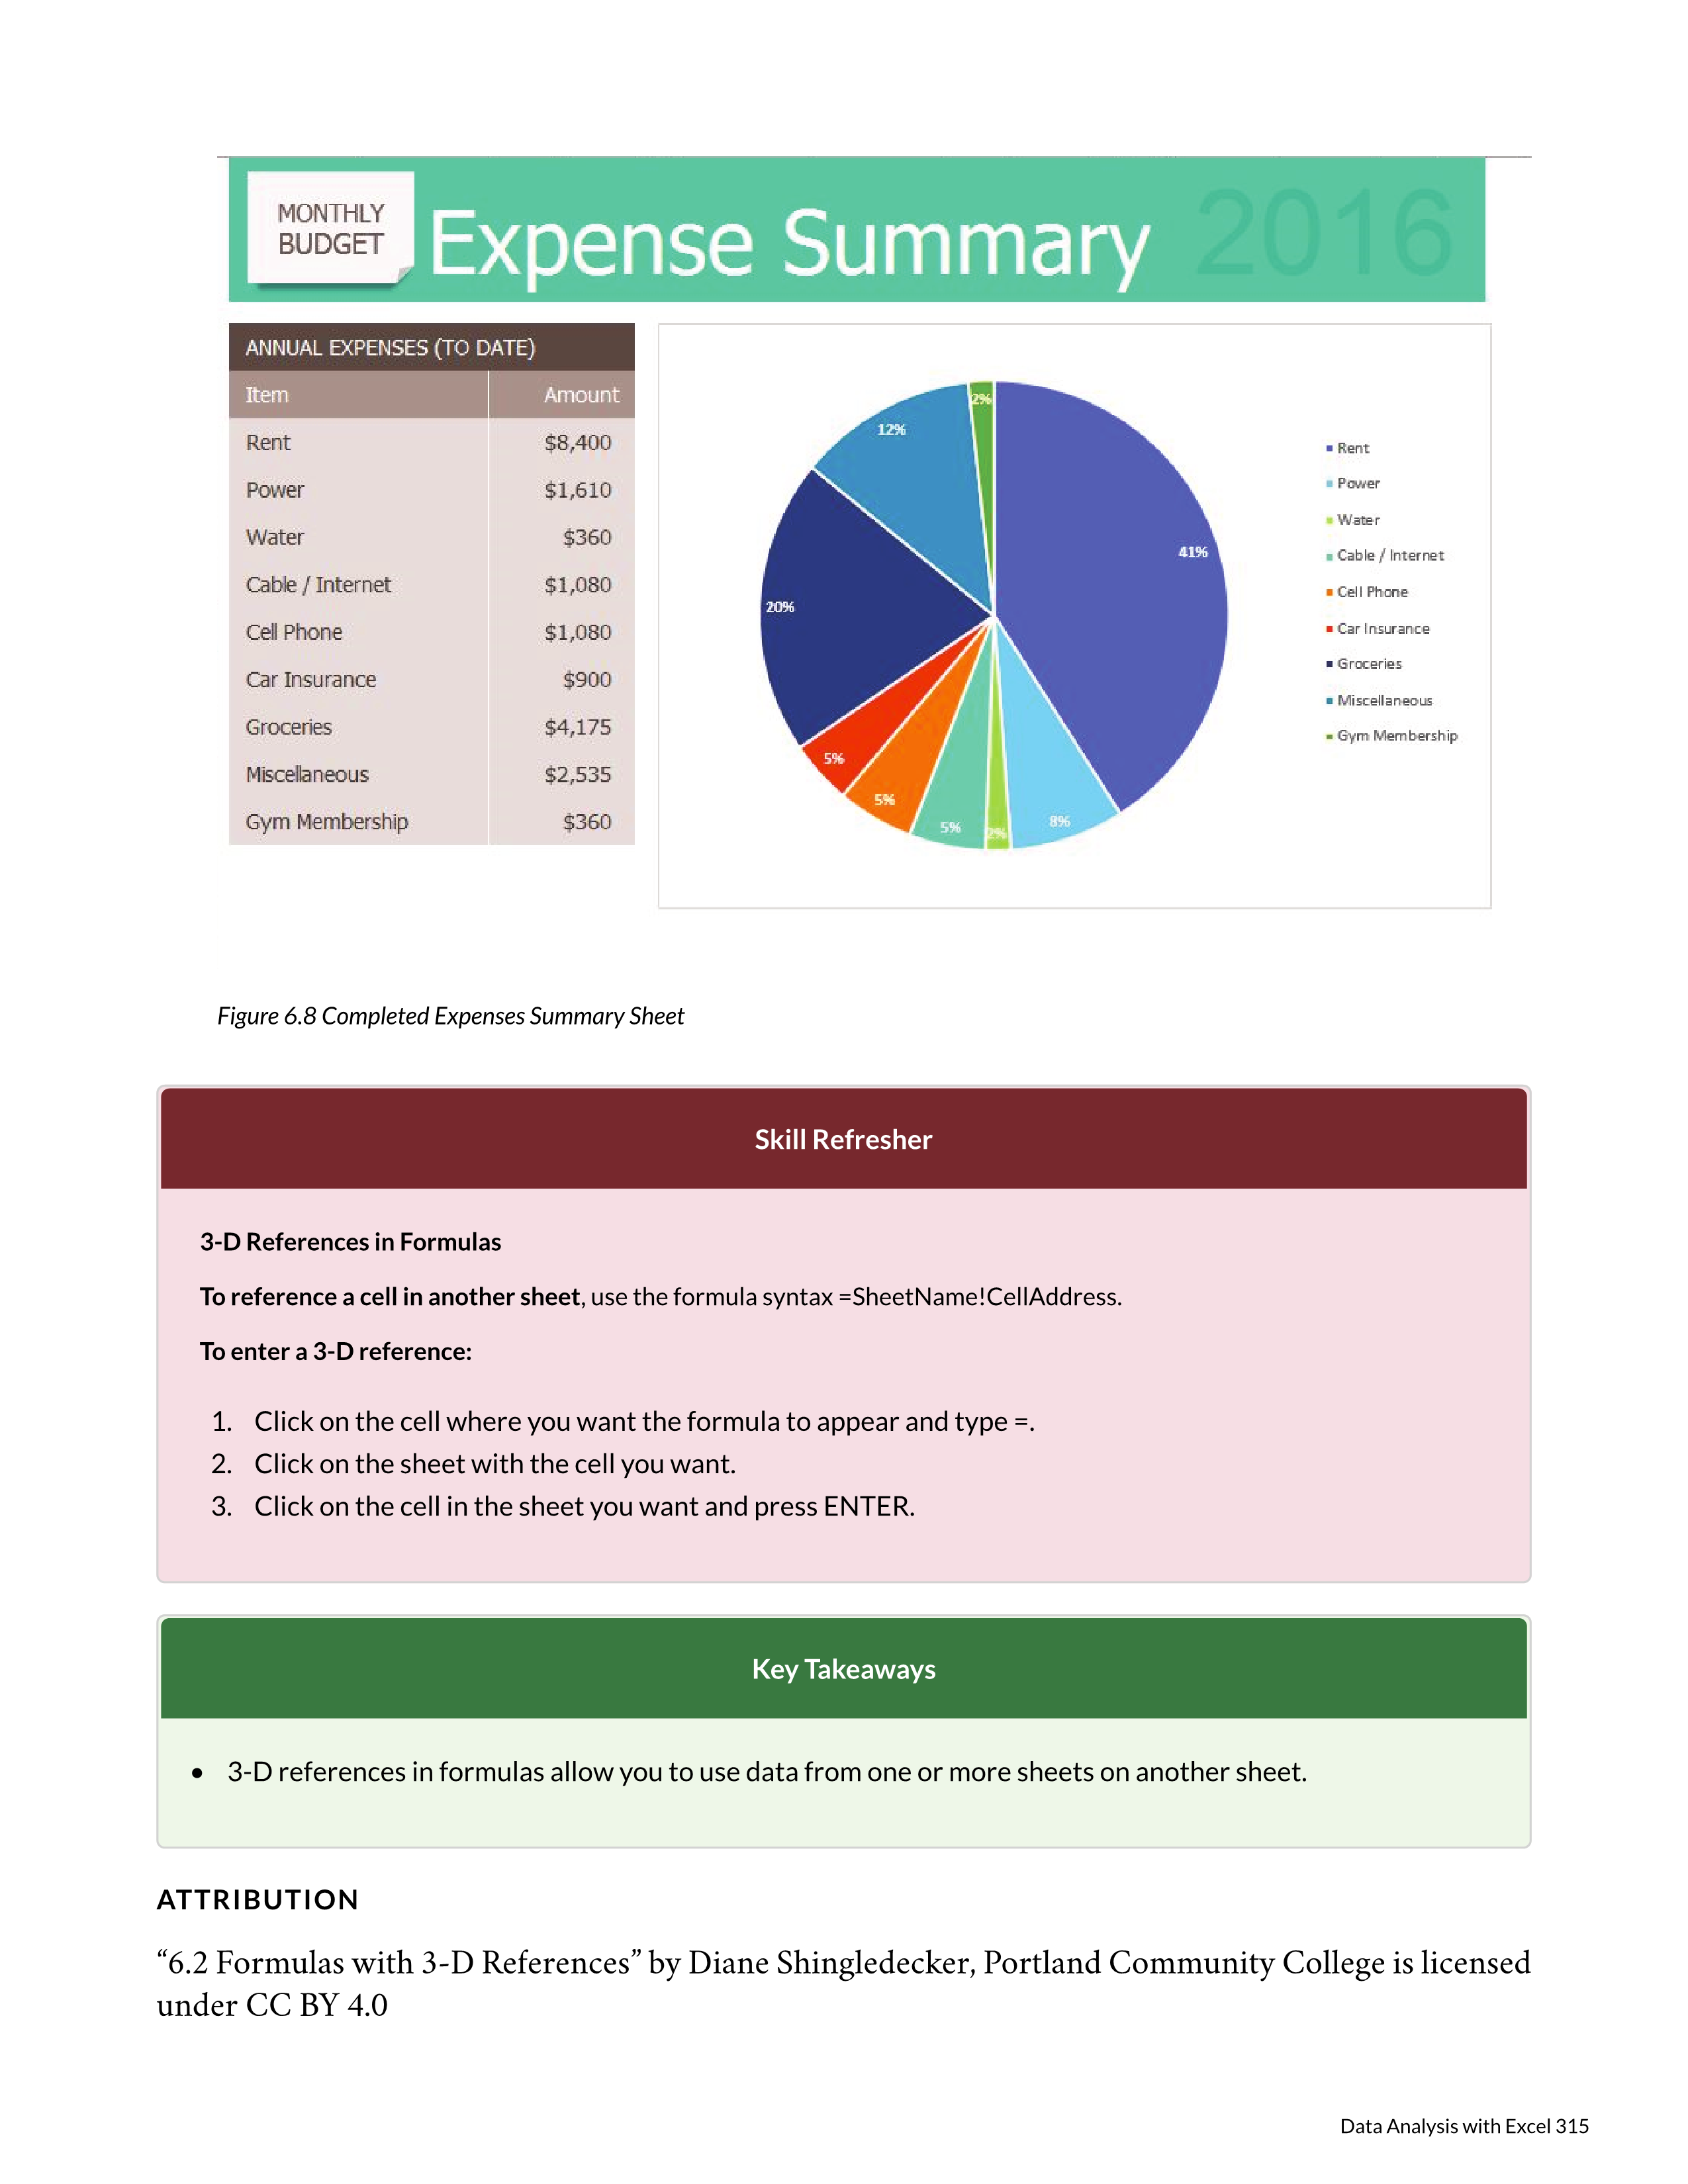 MONTHLY
BUDGET
Expense Summary 2016
ANNUAL EXPENSES (TO DATE)
Item Amount
Rent $8,400
Power $1,610
Water $360
Cable / Internet $1,080
Cell Phone $1,080
Car Insurance $900
Groceries $4,175
Miscellaneous $2,535
Gym Membership $360
2%
12%
41%
20%
5%
5%
5%
2%
8%
Rent
Power
Water
Cable / Internet
Cell Phone
Car Insurance
Groceries
Miscellaneous
Gym Membership
Figure 6.8 Completed Expenses Summary Sheet
Skill Refresher
3-D References in Formulas
To reference a cell in another sheet, use the formula syntax =SheetName!CellAddress.
To enter a 3-D reference:
1. Click on the cell where you want the formula to appear and type =.
2. Click on the sheet with the cell you want.
3. Click on the cell in the sheet you want and press ENTER.
Key Takeaways
• 3-D references in formulas allow you to use data from one or more sheets on another sheet.
ATTRIBUTION
“6.2 Formulas with 3-D References” by Diane Shingledecker, Portland Community College is licensed
under CC BY 4.0
Data Analysis with Excel 315